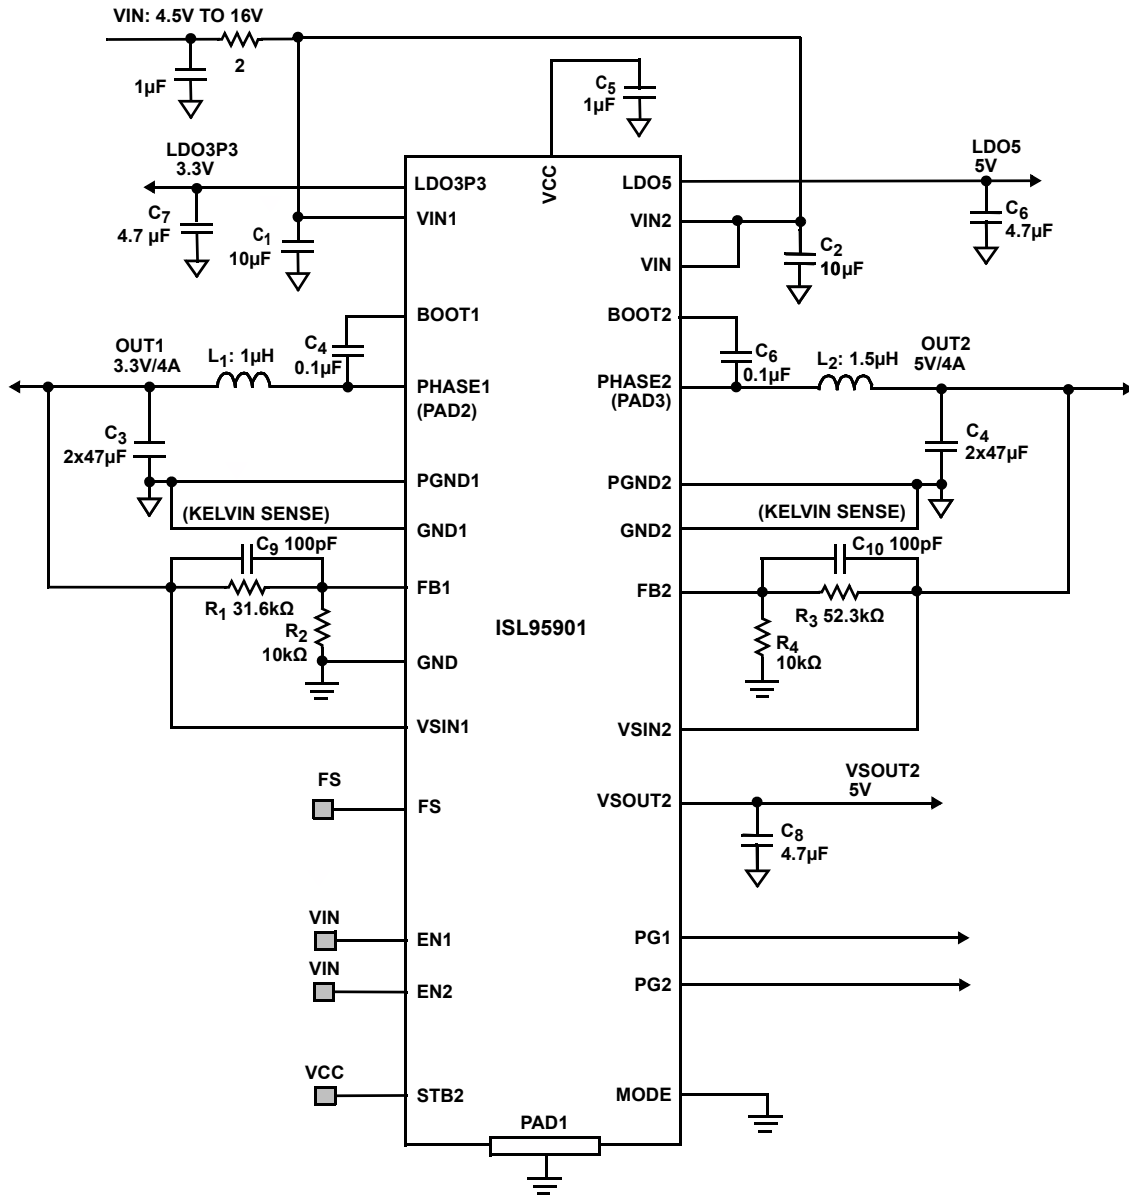 VIN: 4.5V TO 16V
2
1µF
C5
1µF
LDO3P3
3.3V
LDO5
5V
VCC
LDO3P3
LDO5
C7
4.7 µF
VIN1
VIN2
C6
4.7µF
C1
10µF
VIN
C2
10µF
BOOT1
BOOT2
OUT1
3.3V/4A
L1: 1µH
C4
0.1µF
C6
0.1µF
L2: 1.5µH
OUT2
5V/4A
PHASE1
(PAD2)
PHASE2
(PAD3)
C3
2x47µF
C4
2x47µF
PGND1
PGND2
(KELVIN SENSE)
(KELVIN SENSE)
GND1
GND2
C9 100pF
C10 100pF
FB1
FB2
R1 31.6kΩ
R3 52.3kΩ
R2
10kΩ
ISL95901
R4
10kΩ
GND
VSIN1
VSIN2
FS
FS
VSOUT2
5V
VSOUT2
C8
4.7µF
VIN
EN1
PG1
VIN
EN2
PG2
VCC
STB2
MODE
PAD1